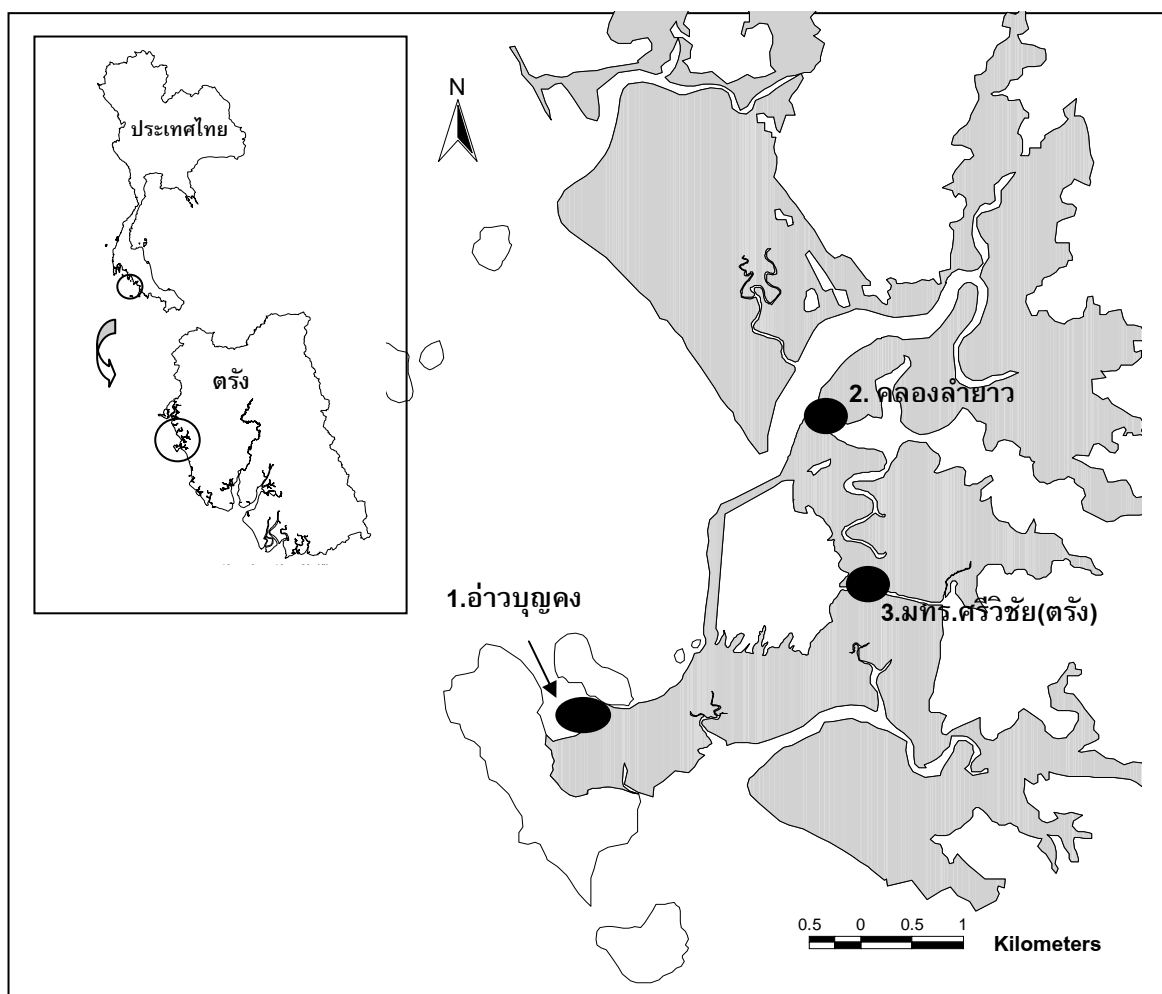 ประเทศไทย
ตรัง
N
2. คลองลำยาว
1.อ่าวบุญคง
3.มทร.ศรีวิชัย(ตรัง)
0.5 0 0.5 1
Kilometers